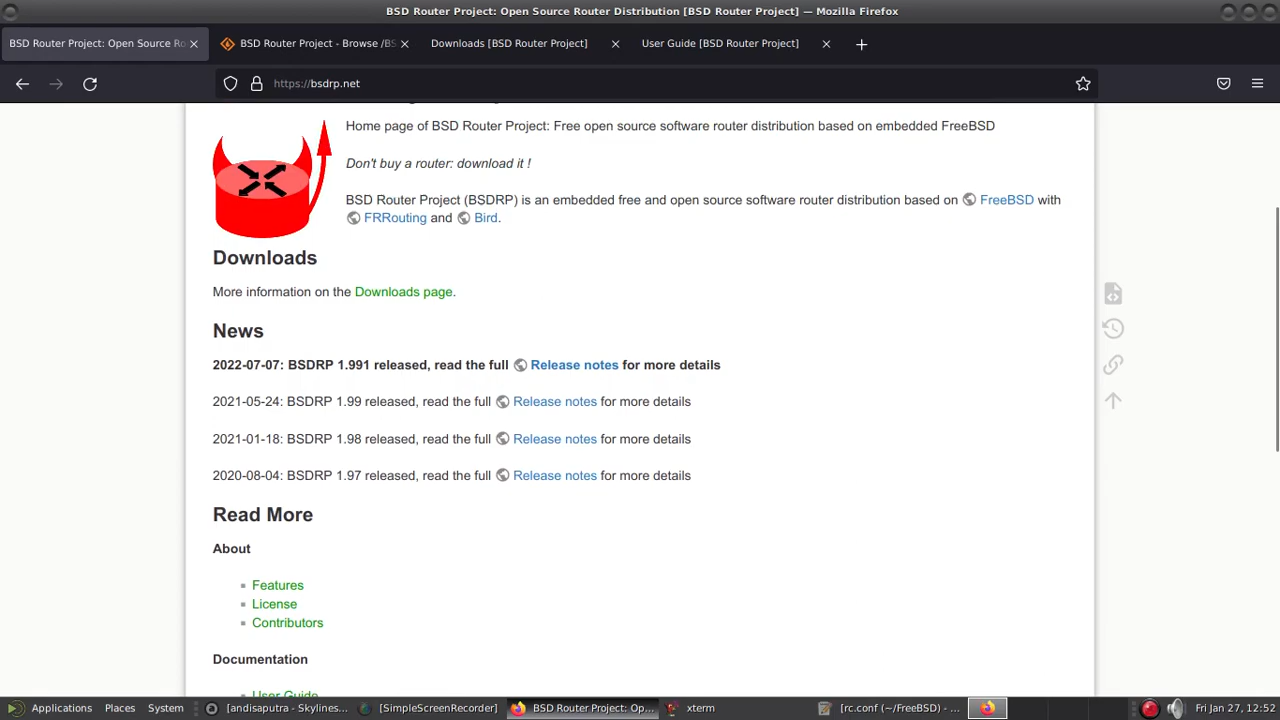 BSD Router Project: Open Source Router Distribution [BSD Router Project] — Mozilla Firefox
BSD Router Project: Open Source Ro
BSD Router Project - Browse /BS
Downloads [BSD Router Project]
User Guide [BSD Router Project]
https://bsdrp.net
Home page of BSD Router Project: Free open source software router distribution based on embedded FreeBSD
Don't buy a router: download it !
BSD Router Project (BSDRP) is an embedded free and open source software router distribution based on FreeBSD with
FRRouting and Bird.
Downloads
More information on the Downloads page.
News
2022-07-07: BSDRP 1.991 released, read the full Release notes for more details
2021-05-24: BSDRP 1.99 released, read the full Release notes for more details
2021-01-18: BSDRP 1.98 released, read the full Release notes for more details
2020-08-04: BSDRP 1.97 released, read the full Release notes for more details
Read More
About
Features
License
Contributors
Documentation
User Guide
Applications Places System [andisaputra - Skylines... [SimpleScreenRecorder] BSD Router Project: Op... xterm [rc.conf (~/FreeBSD) - ... Fri Jan 27, 12:52